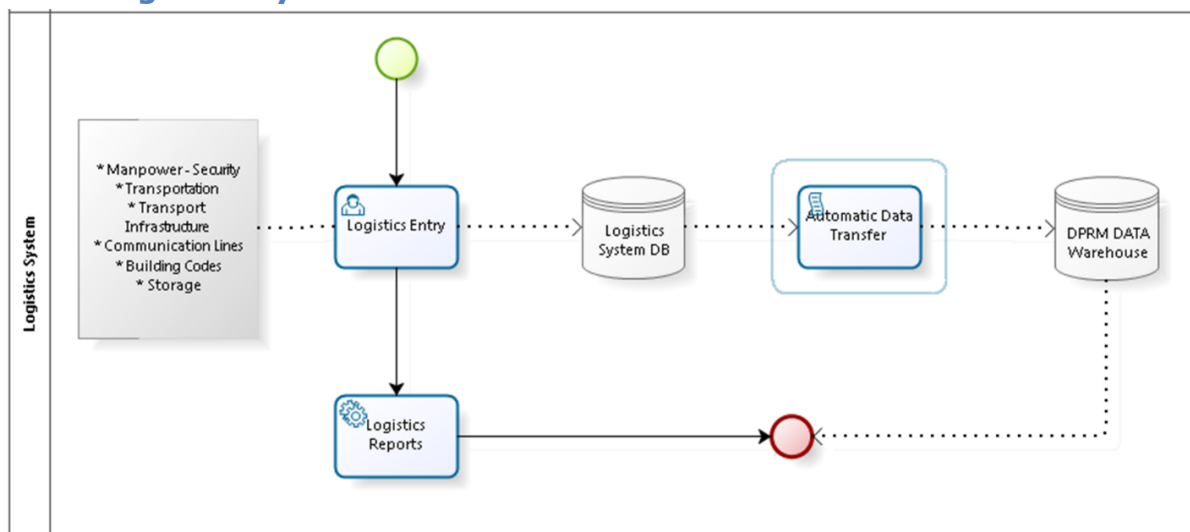 Logistics System
* Manpower - Security
* Transportation
* Transport
Infrastructure
* Communication Lines
* Building Codes
* Storage
Logistics Entry
Logistics
System DB
Automatic Data
Transfer
DPRM DATA
Warehouse
Logistics
Reports